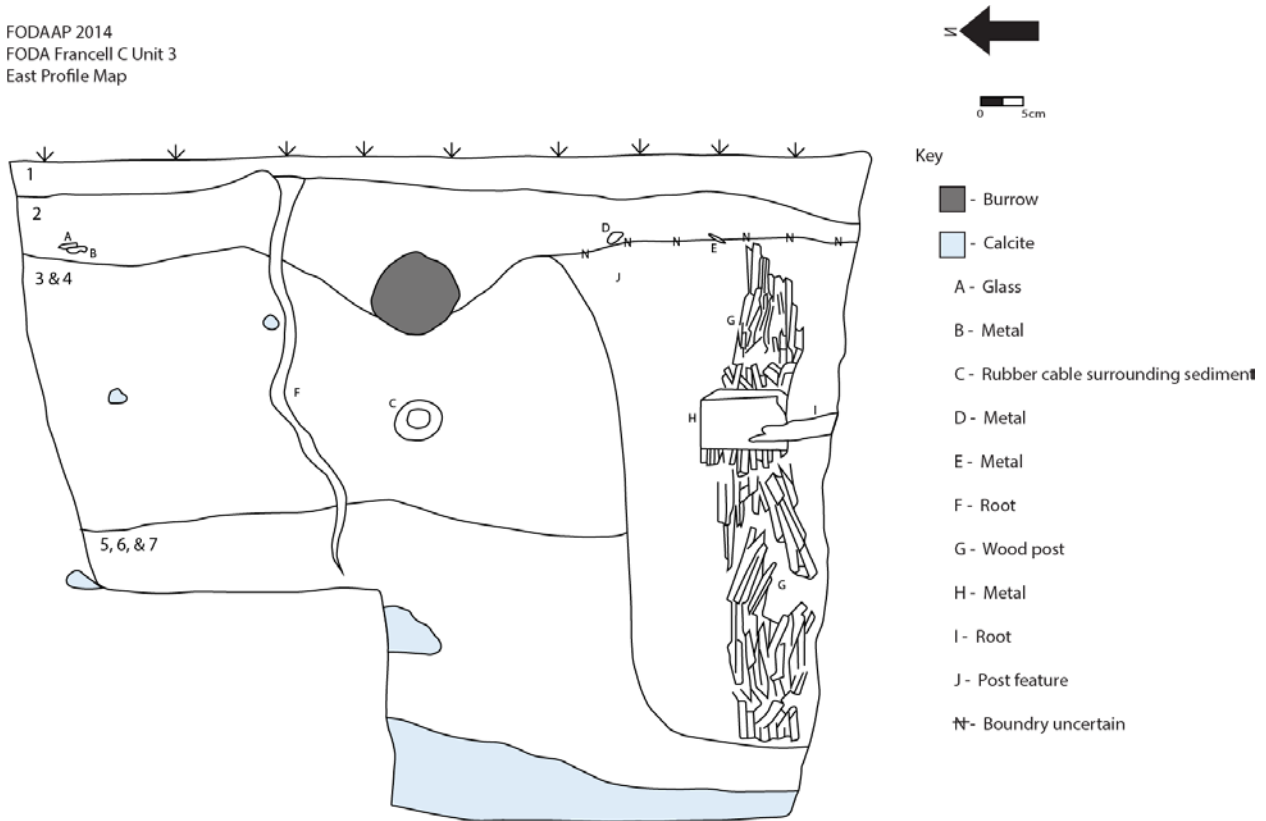 FODAAP 2014
FODA Francell C Unit 3
East Profile Map
N
0 5cm
Key
- Burrow
- Calcite
A - Glass
B - Metal
C - Rubber cable surrounding sediment
D - Metal
E - Metal
F - Root
G - Wood post
H - Metal
I - Root
J - Post feature
N - Boundry uncertain
1
2
A
B
D
N
N
N
E
N
N
N
3 & 4
J
G
F
C
H
I
5, 6, & 7
G